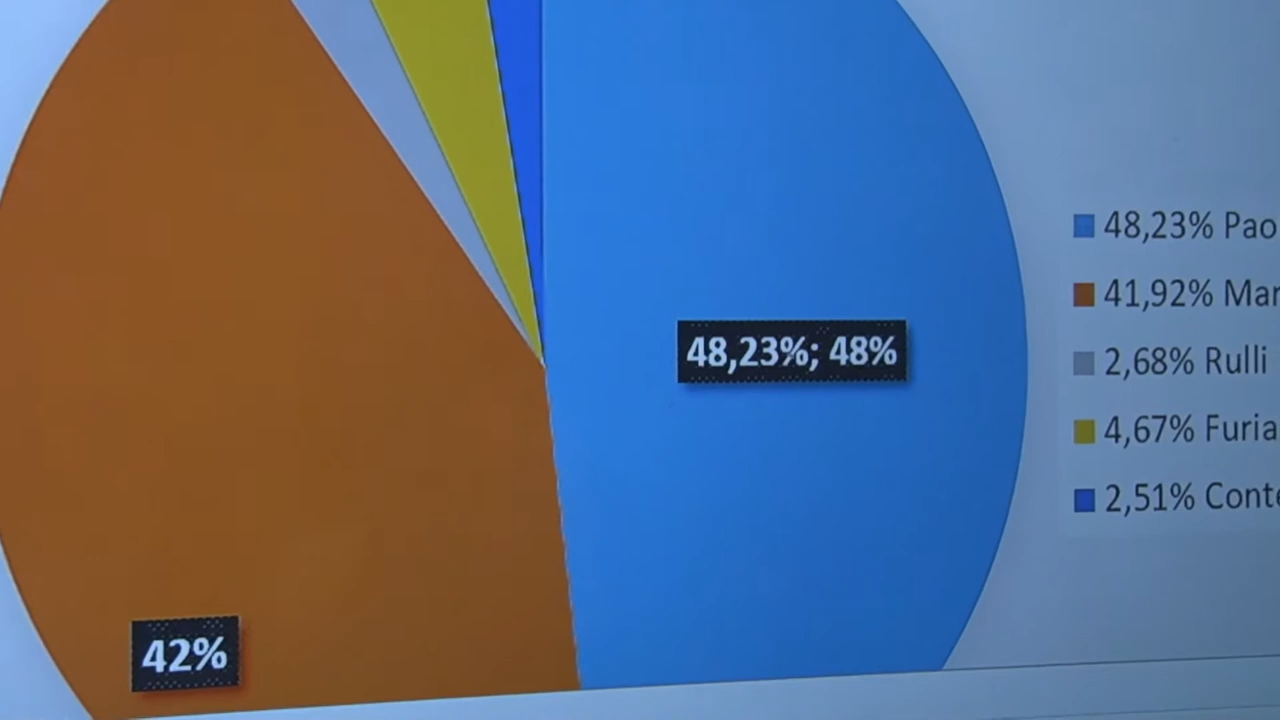 48,23% Pao
41,92% Mar
48,23%; 48%
2,68% Rulli
4,67% Furia
2,51% Conte
42%